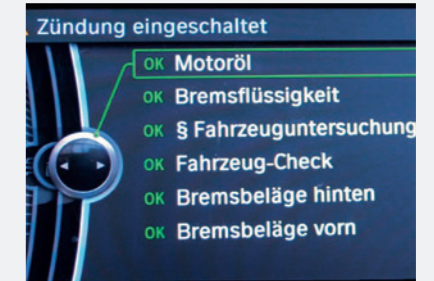 Zündung eingeschaltet
OK Motoröl
OK Bremsflüssigkeit
OK § Fahrzeuguntersuchung
OK Fahrzeug-Check
OK Bremsbeläge hinten
OK Bremsbeläge vorn